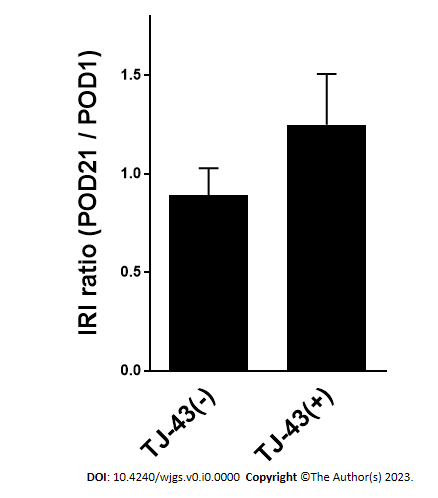 IRI ratio (POD21 / POD1)
1.5
1.0
0.5
0.0
TJ-43(-)
TJ-43(+)
DOI: 10.4240/wjgs.v0.i0.0000 Copyright ©The Author(s) 2023.